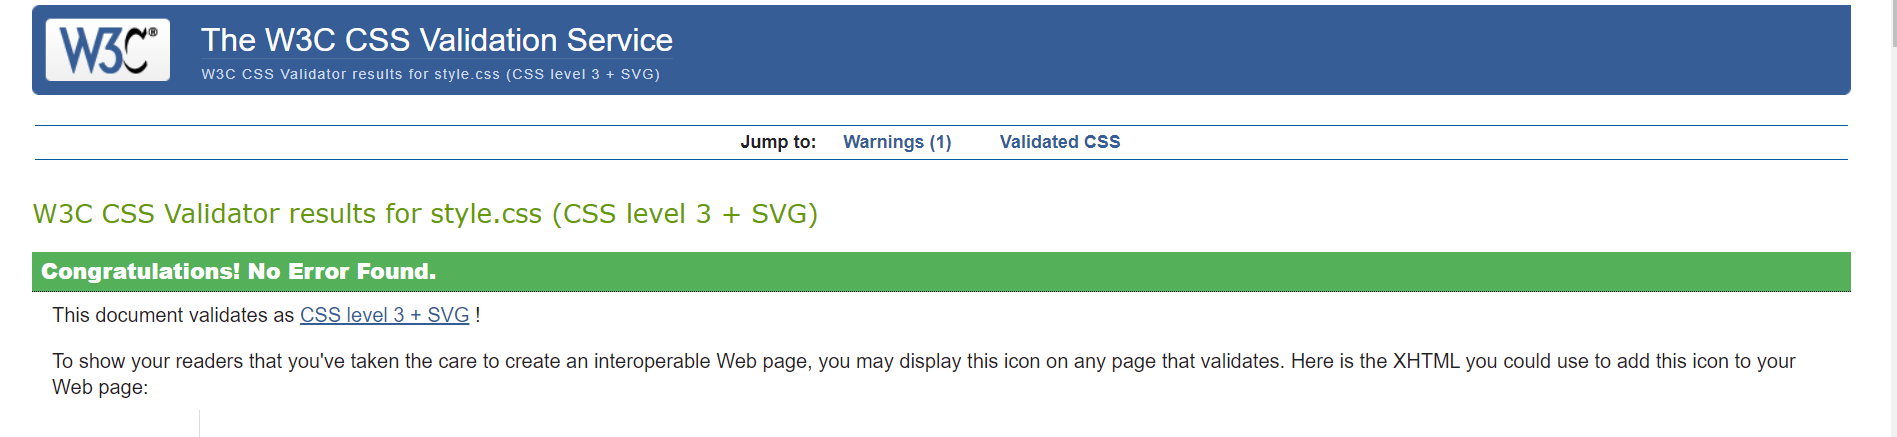 W3C®
The W3C CSS Validation Service
W3C CSS Validator results for style.css (CSS level 3 + SVG)
Jump to: Warnings (1) Validated CSS
W3C CSS Validator results for style.css (CSS level 3 + SVG)
Congratulations! No Error Found.
This document validates as CSS level 3 + SVG !
To show your readers that you've taken the care to create an interoperable Web page, you may display this icon on any page that validates. Here is the XHTML you could use to add this icon to your
Web page: